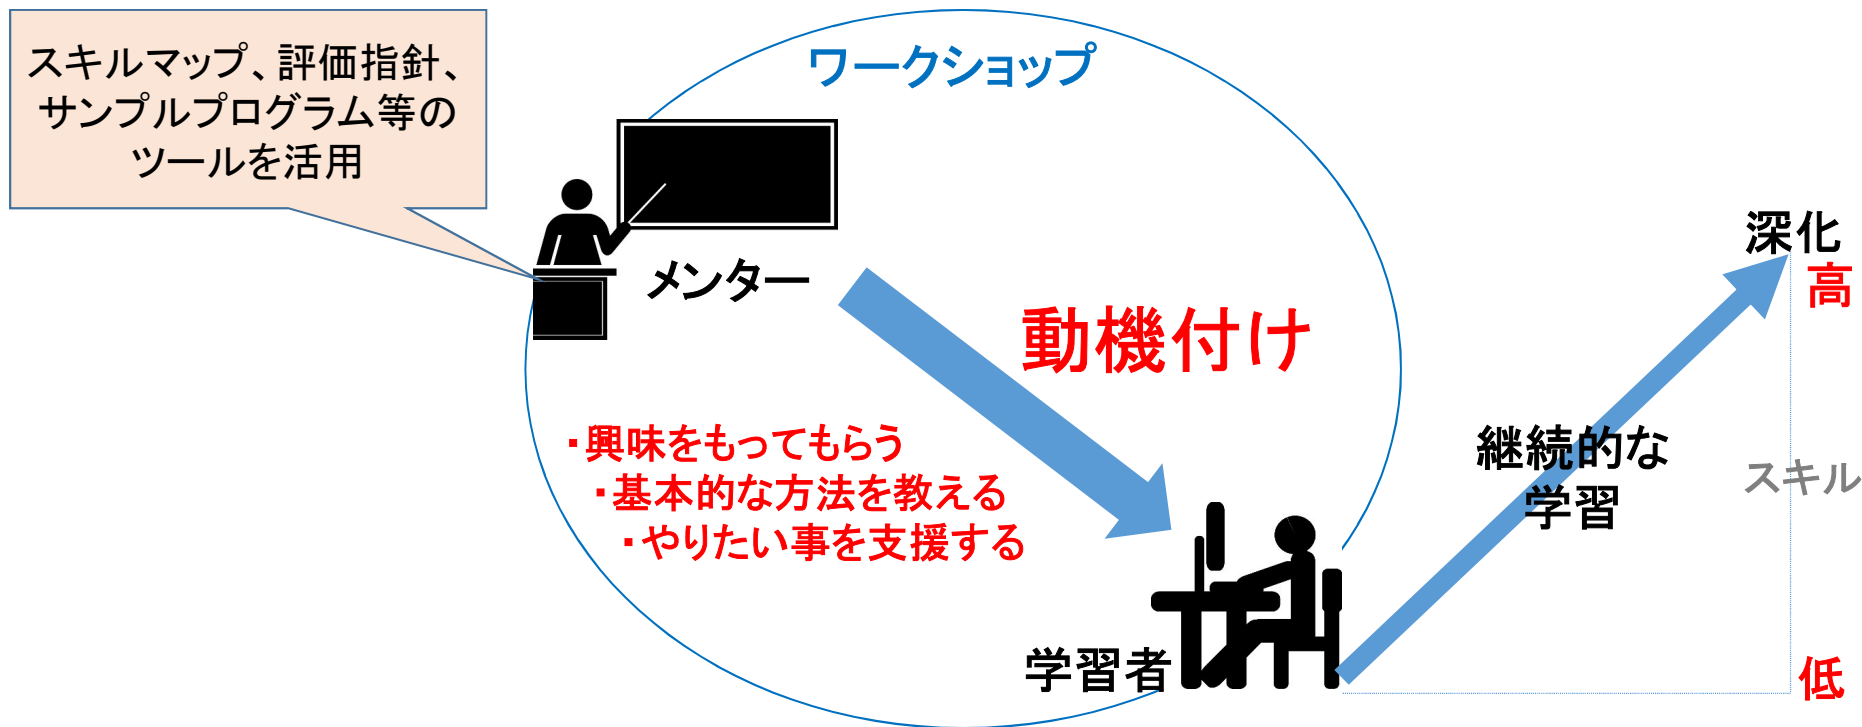 スキルマップ、評価指針、
サンプルプログラム等の
ツールを活用
ワークショップ
メンター
動機付け
・興味をもってもらう
・基本的な方法を教える
・やりたい事を支援する
学習者
継続的な
学習
深化
高
スキル
低